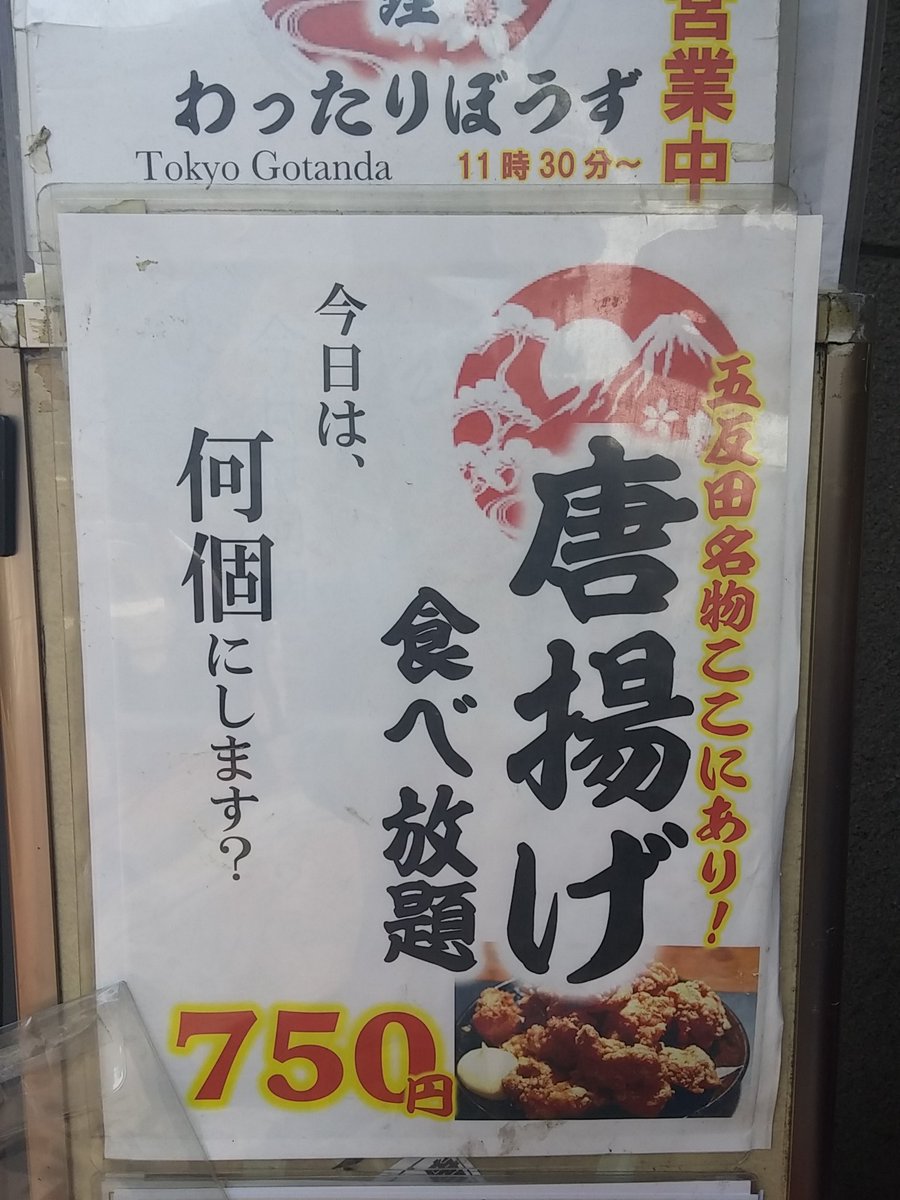 営業中
わったりぼうず
Tokyo Gotanda
11時30分~
五反田名物ここにあり!
唐揚げ
食べ放題
今日は、
何個にします?
750円